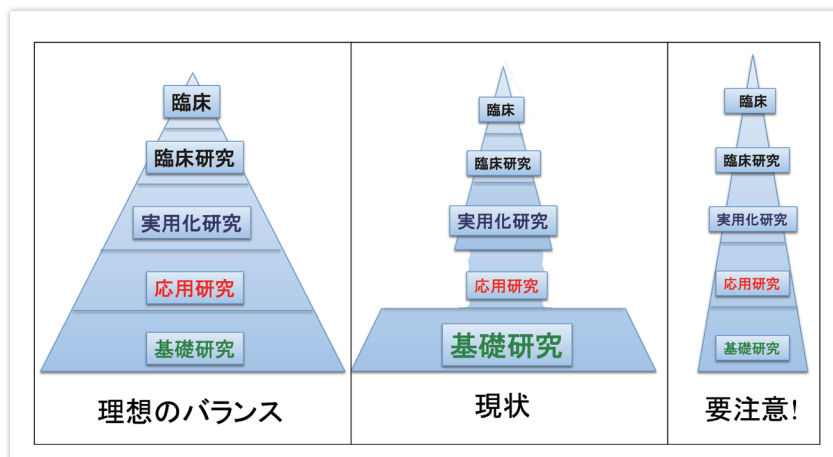 臨床
臨床研究
実用化研究
応用研究
基礎研究
理想のバランス
臨床
臨床研究
実用化研究
応用研究
基礎研究
現状
臨床
臨床研究
実用化研究
応用研究
基礎研究
要注意!